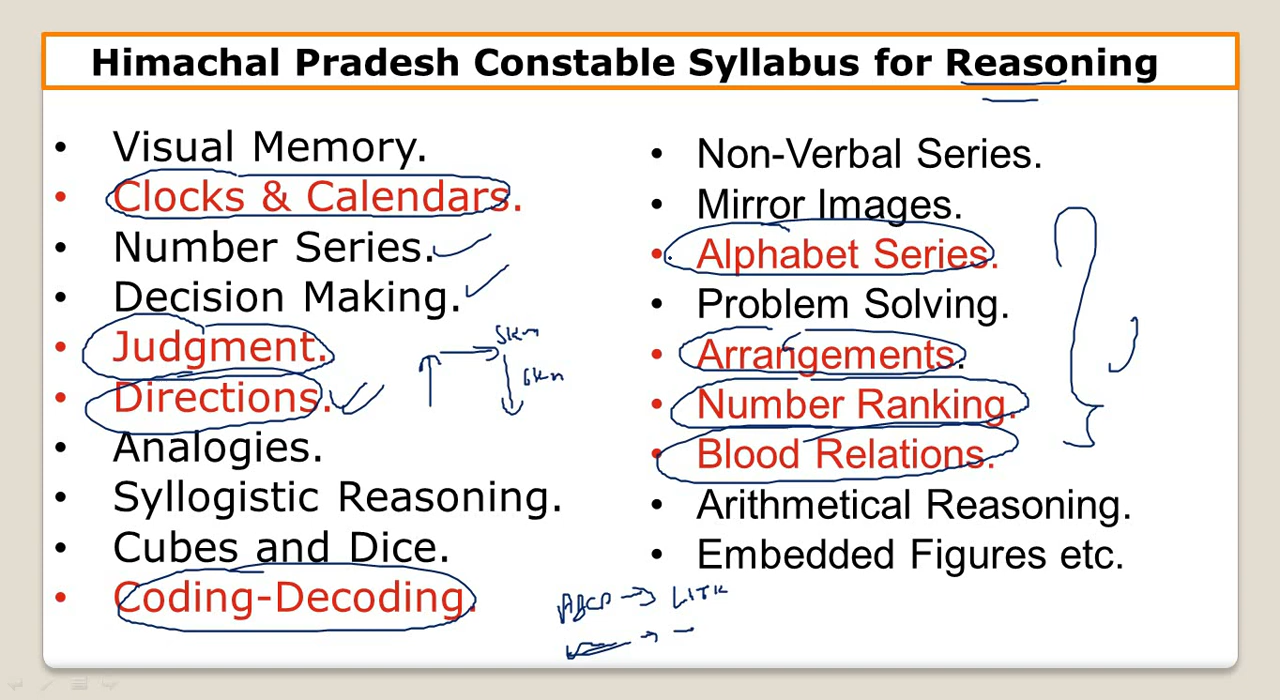 Himachal Pradesh Constable Syllabus for Reasoning
• Visual Memory.
• Clocks & Calendars.
• Number Series.
• Decision Making.
• Judgment.
• Directions.
• Analogies.
• Syllogistic Reasoning.
• Cubes and Dice.
• Coding-Decoding.
5km
6km
• Non-Verbal Series.
• Mirror Images.
• Alphabet Series.
• Problem Solving.
• Arrangements.
• Number Ranking.
• Blood Relations.
• Arithmetical Reasoning.
• Embedded Figures etc.